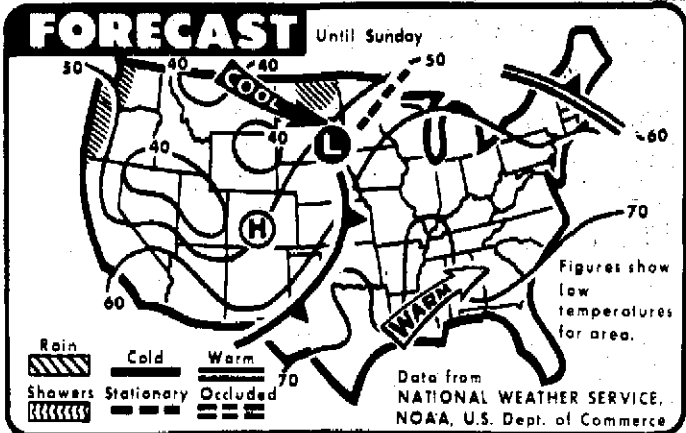 FORECAST
Until Sunday
50
40
40
50
COOL
40
40
L
60
H
70
60
WARM
70
Figures show
low
temperatures
for area.
Rain
Cold
Warm
Showers
Stationary
Occluded
Data from
NATIONAL WEATHER SERVICE,
NOAA, U.S. Dept. of Commerce